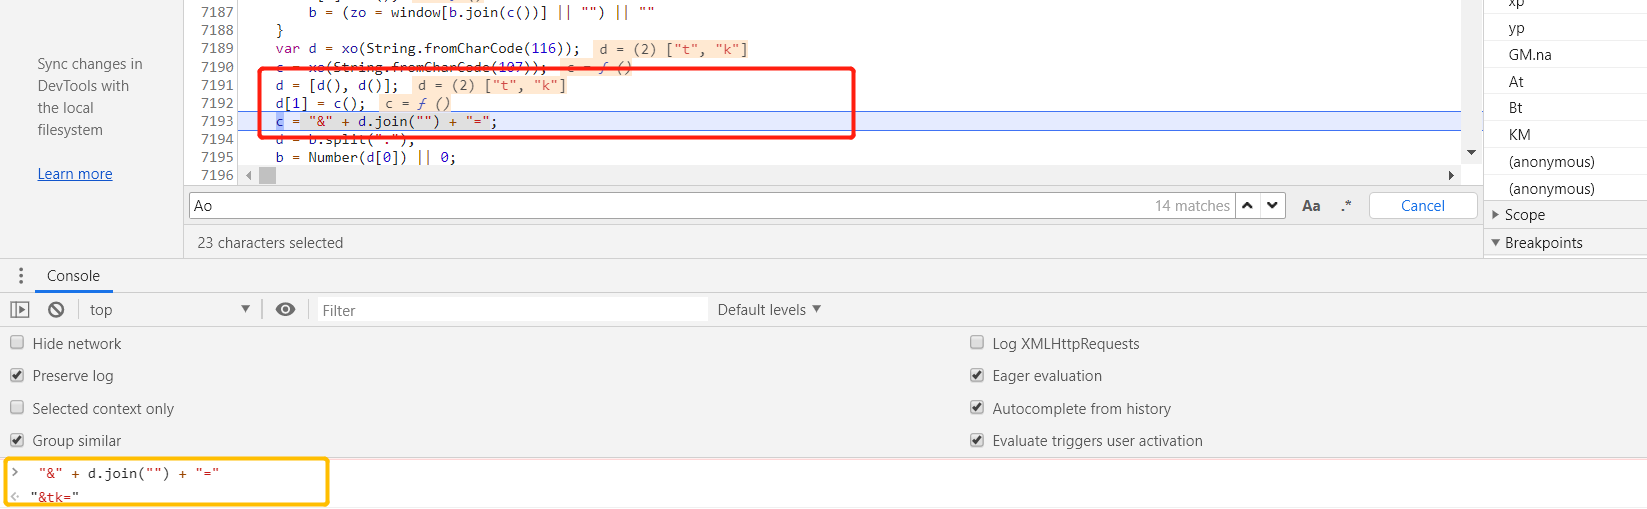 7187 b = (zo = window[b.join(c())] || "") || ""
7188 }
7189 var d = xo(String.fromCharCode(116)); d = (2) ["t", "k"]
7190 c = xo(String.fromCharCode(107)); c = ƒ ()
7191 d = [d(), d()]; d = (2) ["t", "k"]
7192 d[1] = c(); c = ƒ ()
7193 c = "&" + d.join("") + "=";
7194 d = b.split(".");
7195 b = Number(d[0]) || 0;
7196
Sync changes in
DevTools with
the local
filesystem
Learn more
Ao
14 matches
Aa
.*
Cancel
23 characters selected
xp
yp
GM.na
At
Bt
KM
(anonymous)
(anonymous)
Scope
Breakpoints
Console
top
Filter
Default levels
Hide network
Log XMLHttpRequests
Preserve log
Eager evaluation
Selected context only
Autocomplete from history
Group similar
Evaluate triggers user activation
> "&" + d.join("") + "="
"&tk="